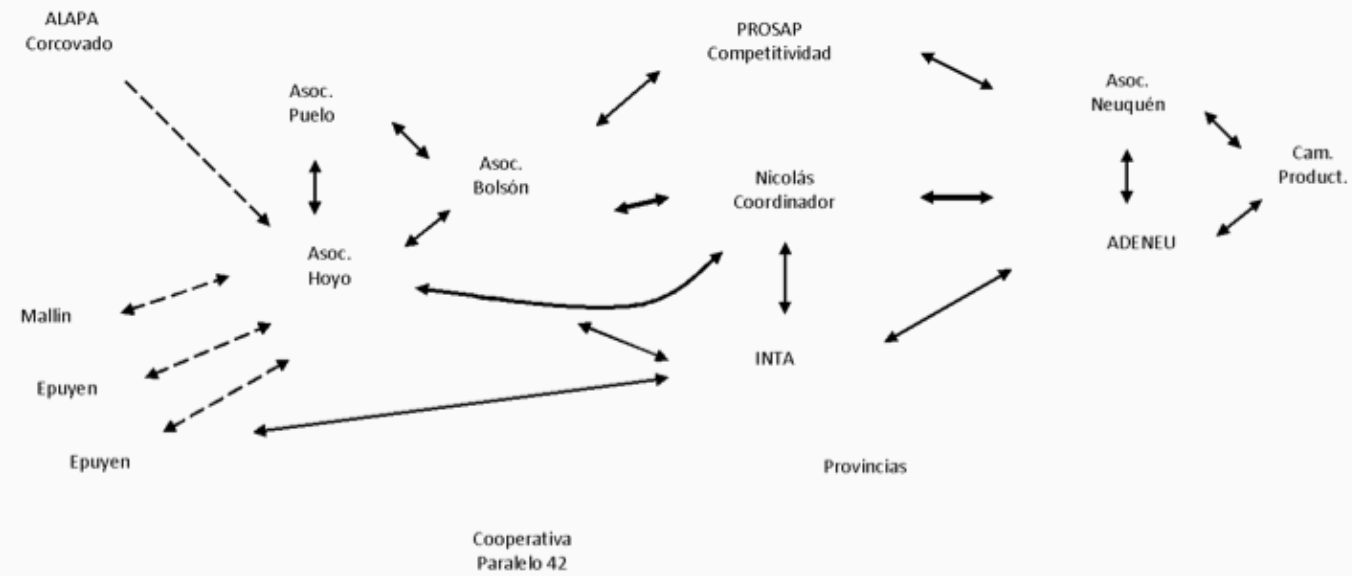 ALAPA
Corcovado
PROSAP
Competitividad
Asoc.
Puelo
Asoc.
Neuquén
Asoc.
Bolsón
Cam.
Product.
Nicolás
Coordinador
Asoc.
Hoyo
ADENEU
Mallin
INTA
Epuyen
Epuyen
Provincias
Cooperativa
Paralelo 42